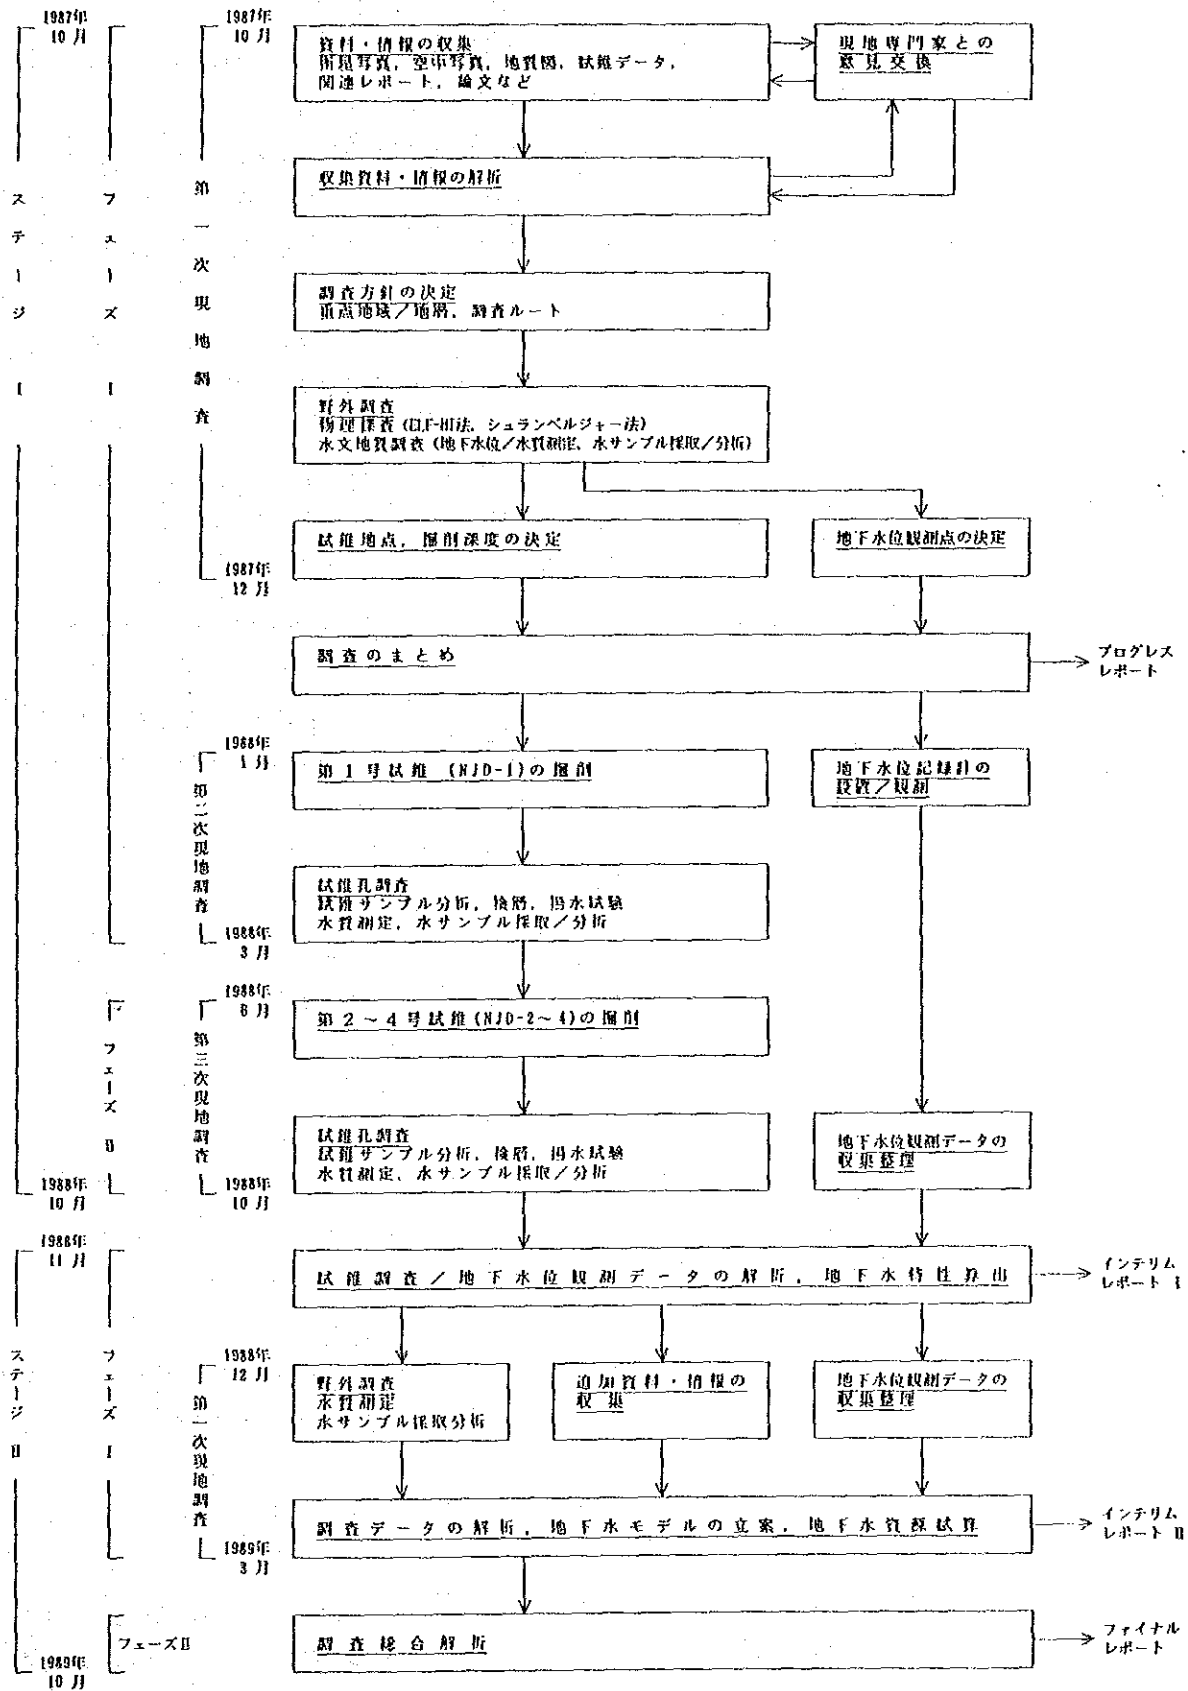 1987年
10 月
1987年
10 月
資料・情報の収集
衛星写真, 空中写真, 地質図, 試錐データ,
関連レポート, 論文など
現地専門家との
意見交換
収集資料・情報の解析
調査方針の決定
重点地域／地層, 調査ルート
野外調査
物理探査 (ELF-MT法, シュランベルジャー法)
水文地質調査 (地下水位／水質測定, 水サンプル採取／分析)
試錐地点, 掘削深度の決定
地下水位観測点の決定
ステージ I
フェーズ I
第一次現地調査
1987年
12 月
調査のまとめ
プログレス
レポート
1988年
1 月
第1号試錐 (NJD-1)の掘削
地下水位記録計の
設置／観測
第二次現地調査
試錐孔調査
試錐サンプル分析, 検層, 揚水試験
水質測定, 水サンプル採取／分析
1988年
3 月
1988年
6 月
第2～4号試錐(NJD-2～4)の掘削
フェーズ II
第三次現地調査
試錐孔調査
試錐サンプル分析, 検層, 揚水試験
水質測定, 水サンプル採取／分析
地下水位観測データの
収集整理
1988年
10 月
1988年
10 月
1988年
11 月
試錐調査／地下水位観測データの解析, 地下水特性算出
インテリム
レポート I
1988年
12 月
野外調査
水質測定
水サンプル採取分析
追加資料・情報の
収集
地下水位観測データの
収集整理
ステージ II
フェーズ I
第一次現地調査
調査データの解析, 地下水モデルの立案, 地下水資源試算
インテリム
レポート II
1989年
3 月
フェーズII
調査総合解析
ファイナル
レポート
1989年
10 月